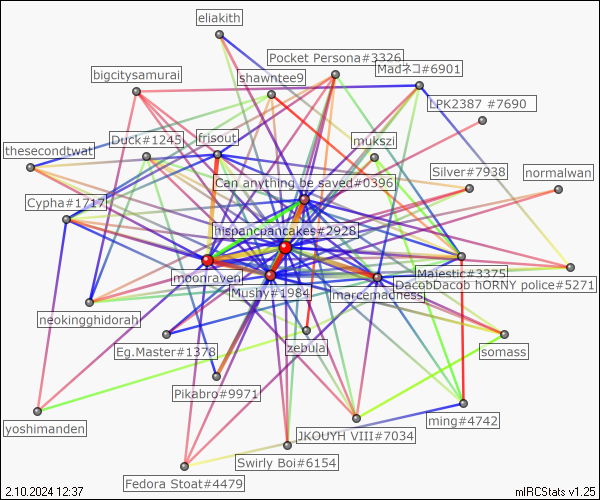 eliakith
Pocket Persona#3326
Madネコ#6901
bigcitysamurai
shawntee9
LPK2387 #7690
Duck#1245
frisout
mukszi
thesecondtwat
Silver#7938
normalwan
Can anything be saved#0396
Cypha#1717
hispanicpancakes#2928
moonraven
Majestic#3375
DacobDacob hORNY police#5271
Mushy#1984
marcemadness
neokingghidorah
Eg.Master#1378
zebula
somass
Pikabro#9971
yoshimanden
ming#4742
JKOUYH VIII#7034
Swirly Boi#6154
Fedora Stoat#4479
2.10.2024 12:37
mIRCStats v1.25